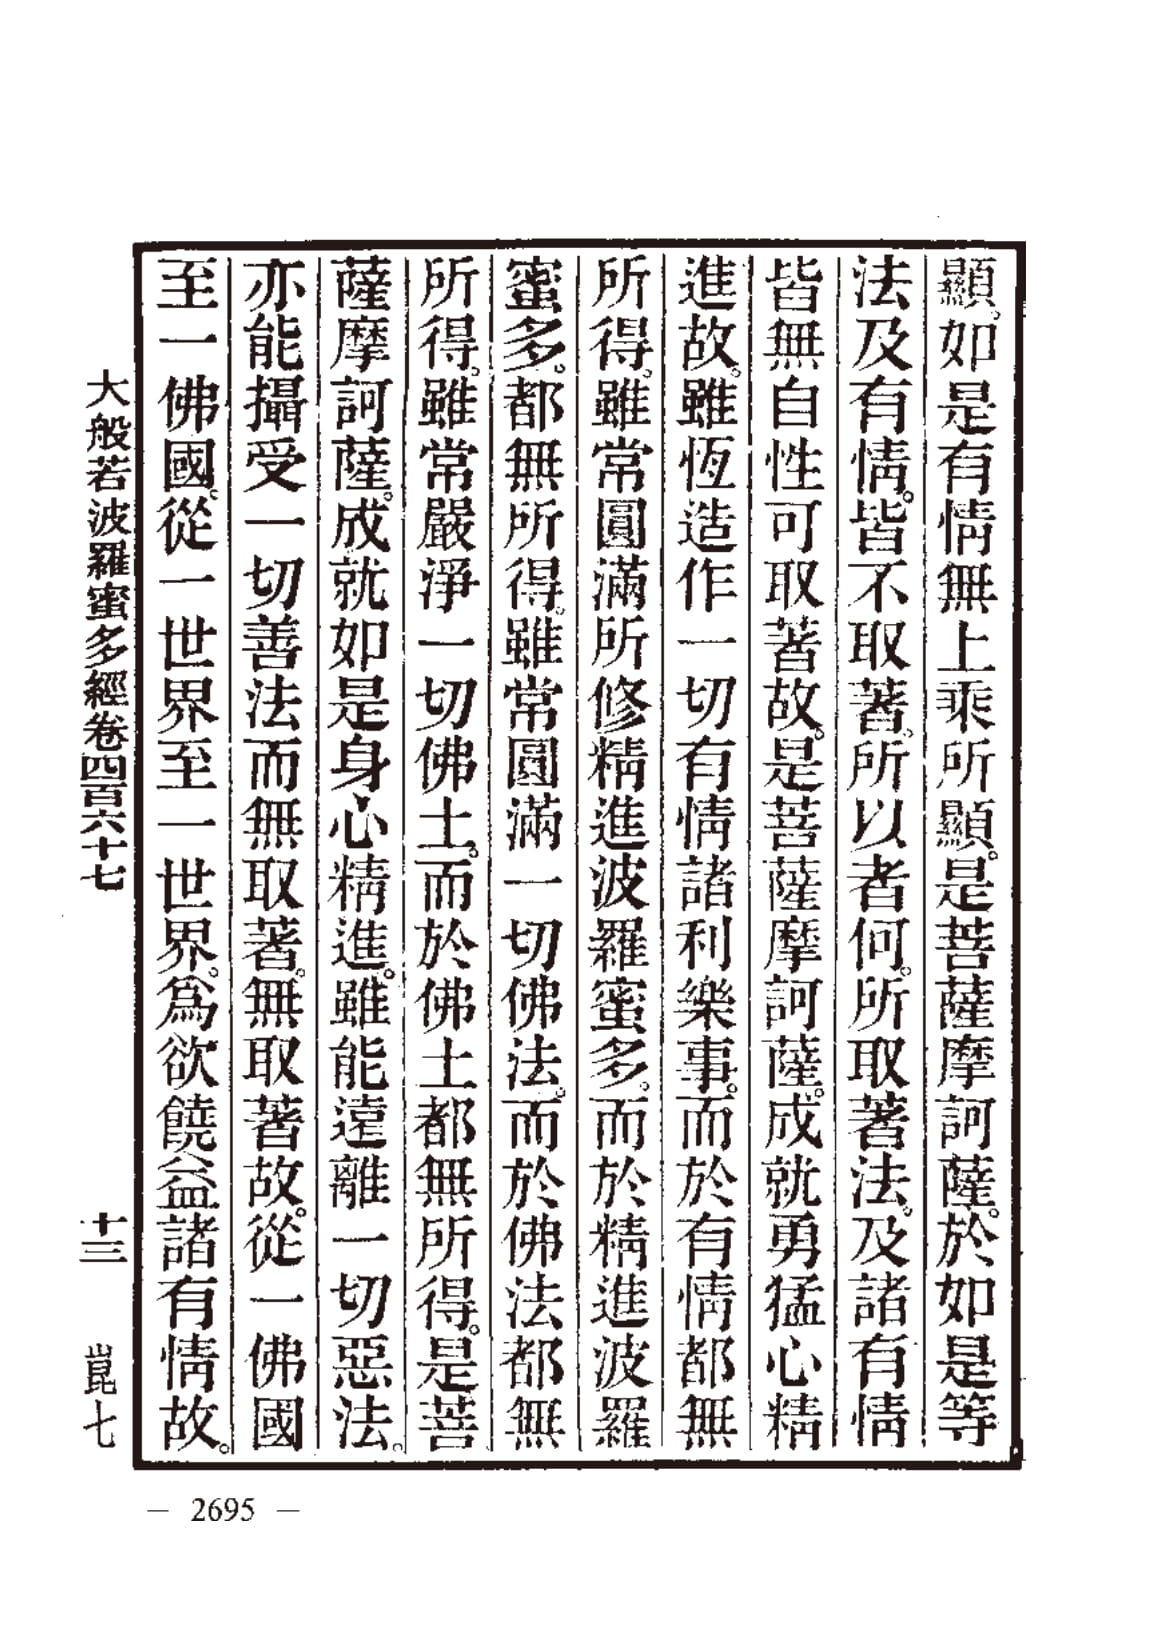 顯。如是有情無上乘所顯。是菩薩摩訶薩。於如是等
法及有情。皆不取著。所以者何。所取著法。及諸有情
皆無自性可取著故。是菩薩摩訶薩。成就勇猛心精
進故。雖恆造作一切有情諸利樂事。而於有情都無
所得。雖常圓滿所修精進波羅蜜多。而於精進波羅
蜜多。都無所得。雖常圓滿一切佛法。而於佛法都無
所得。雖常嚴淨一切佛土。而於佛土都無所得。是菩
薩摩訶薩。成就如是身心精進。雖能遠離一切惡法。
亦能攝受一切善法而無取著。無取著故。從一佛國
至一佛國。從一世界至一世界。為欲饒益諸有情故。
大般若波羅蜜多經卷四百六十七 十三 崑七
— 2695 —